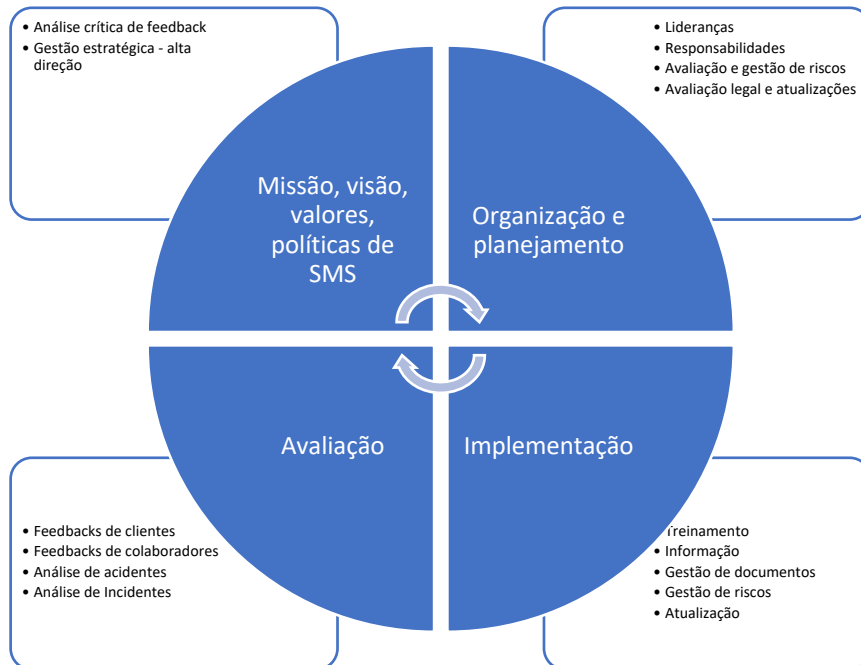 • Análise crítica de feedback
• Gestão estratégica - alta
direção
• Lideranças
• Responsabilidades
• Avaliação e gestão de riscos
• Avaliação legal e atualizações
Missão, visão,
valores,
políticas de
SMS
Organização e
planejamento
Avaliação
Implementação
• Feedbacks de clientes
• Feedbacks de colaboradores
• Análise de acidentes
• Análise de Incidentes
Treinamento
• Informação
• Gestão de documentos
• Gestão de riscos
• Atualização